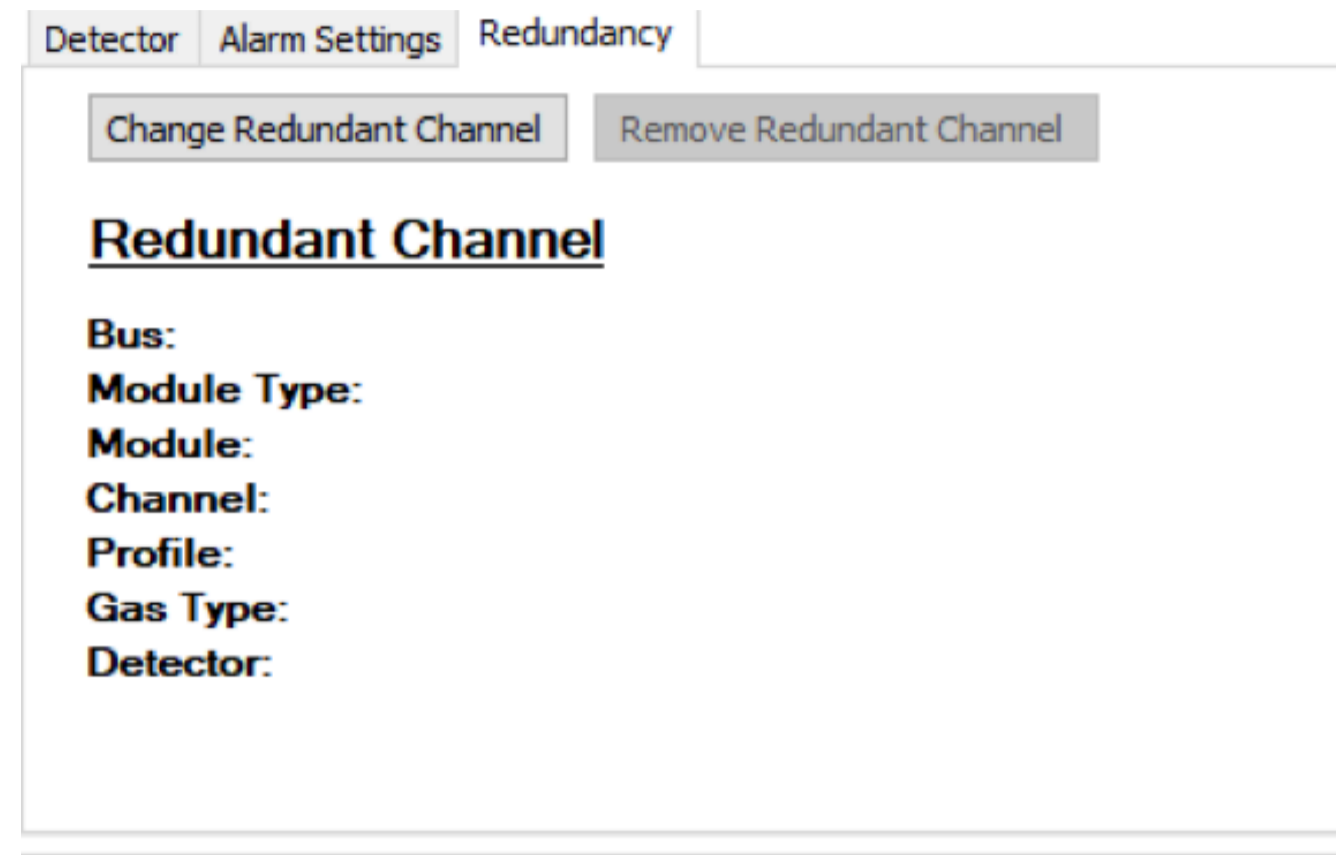 Detector Alarm Settings Redundancy
Change Redundant Channel Remove Redundant Channel
Redundant Channel
Bus:
Module Type:
Module:
Channel:
Profile:
Gas Type:
Detector: